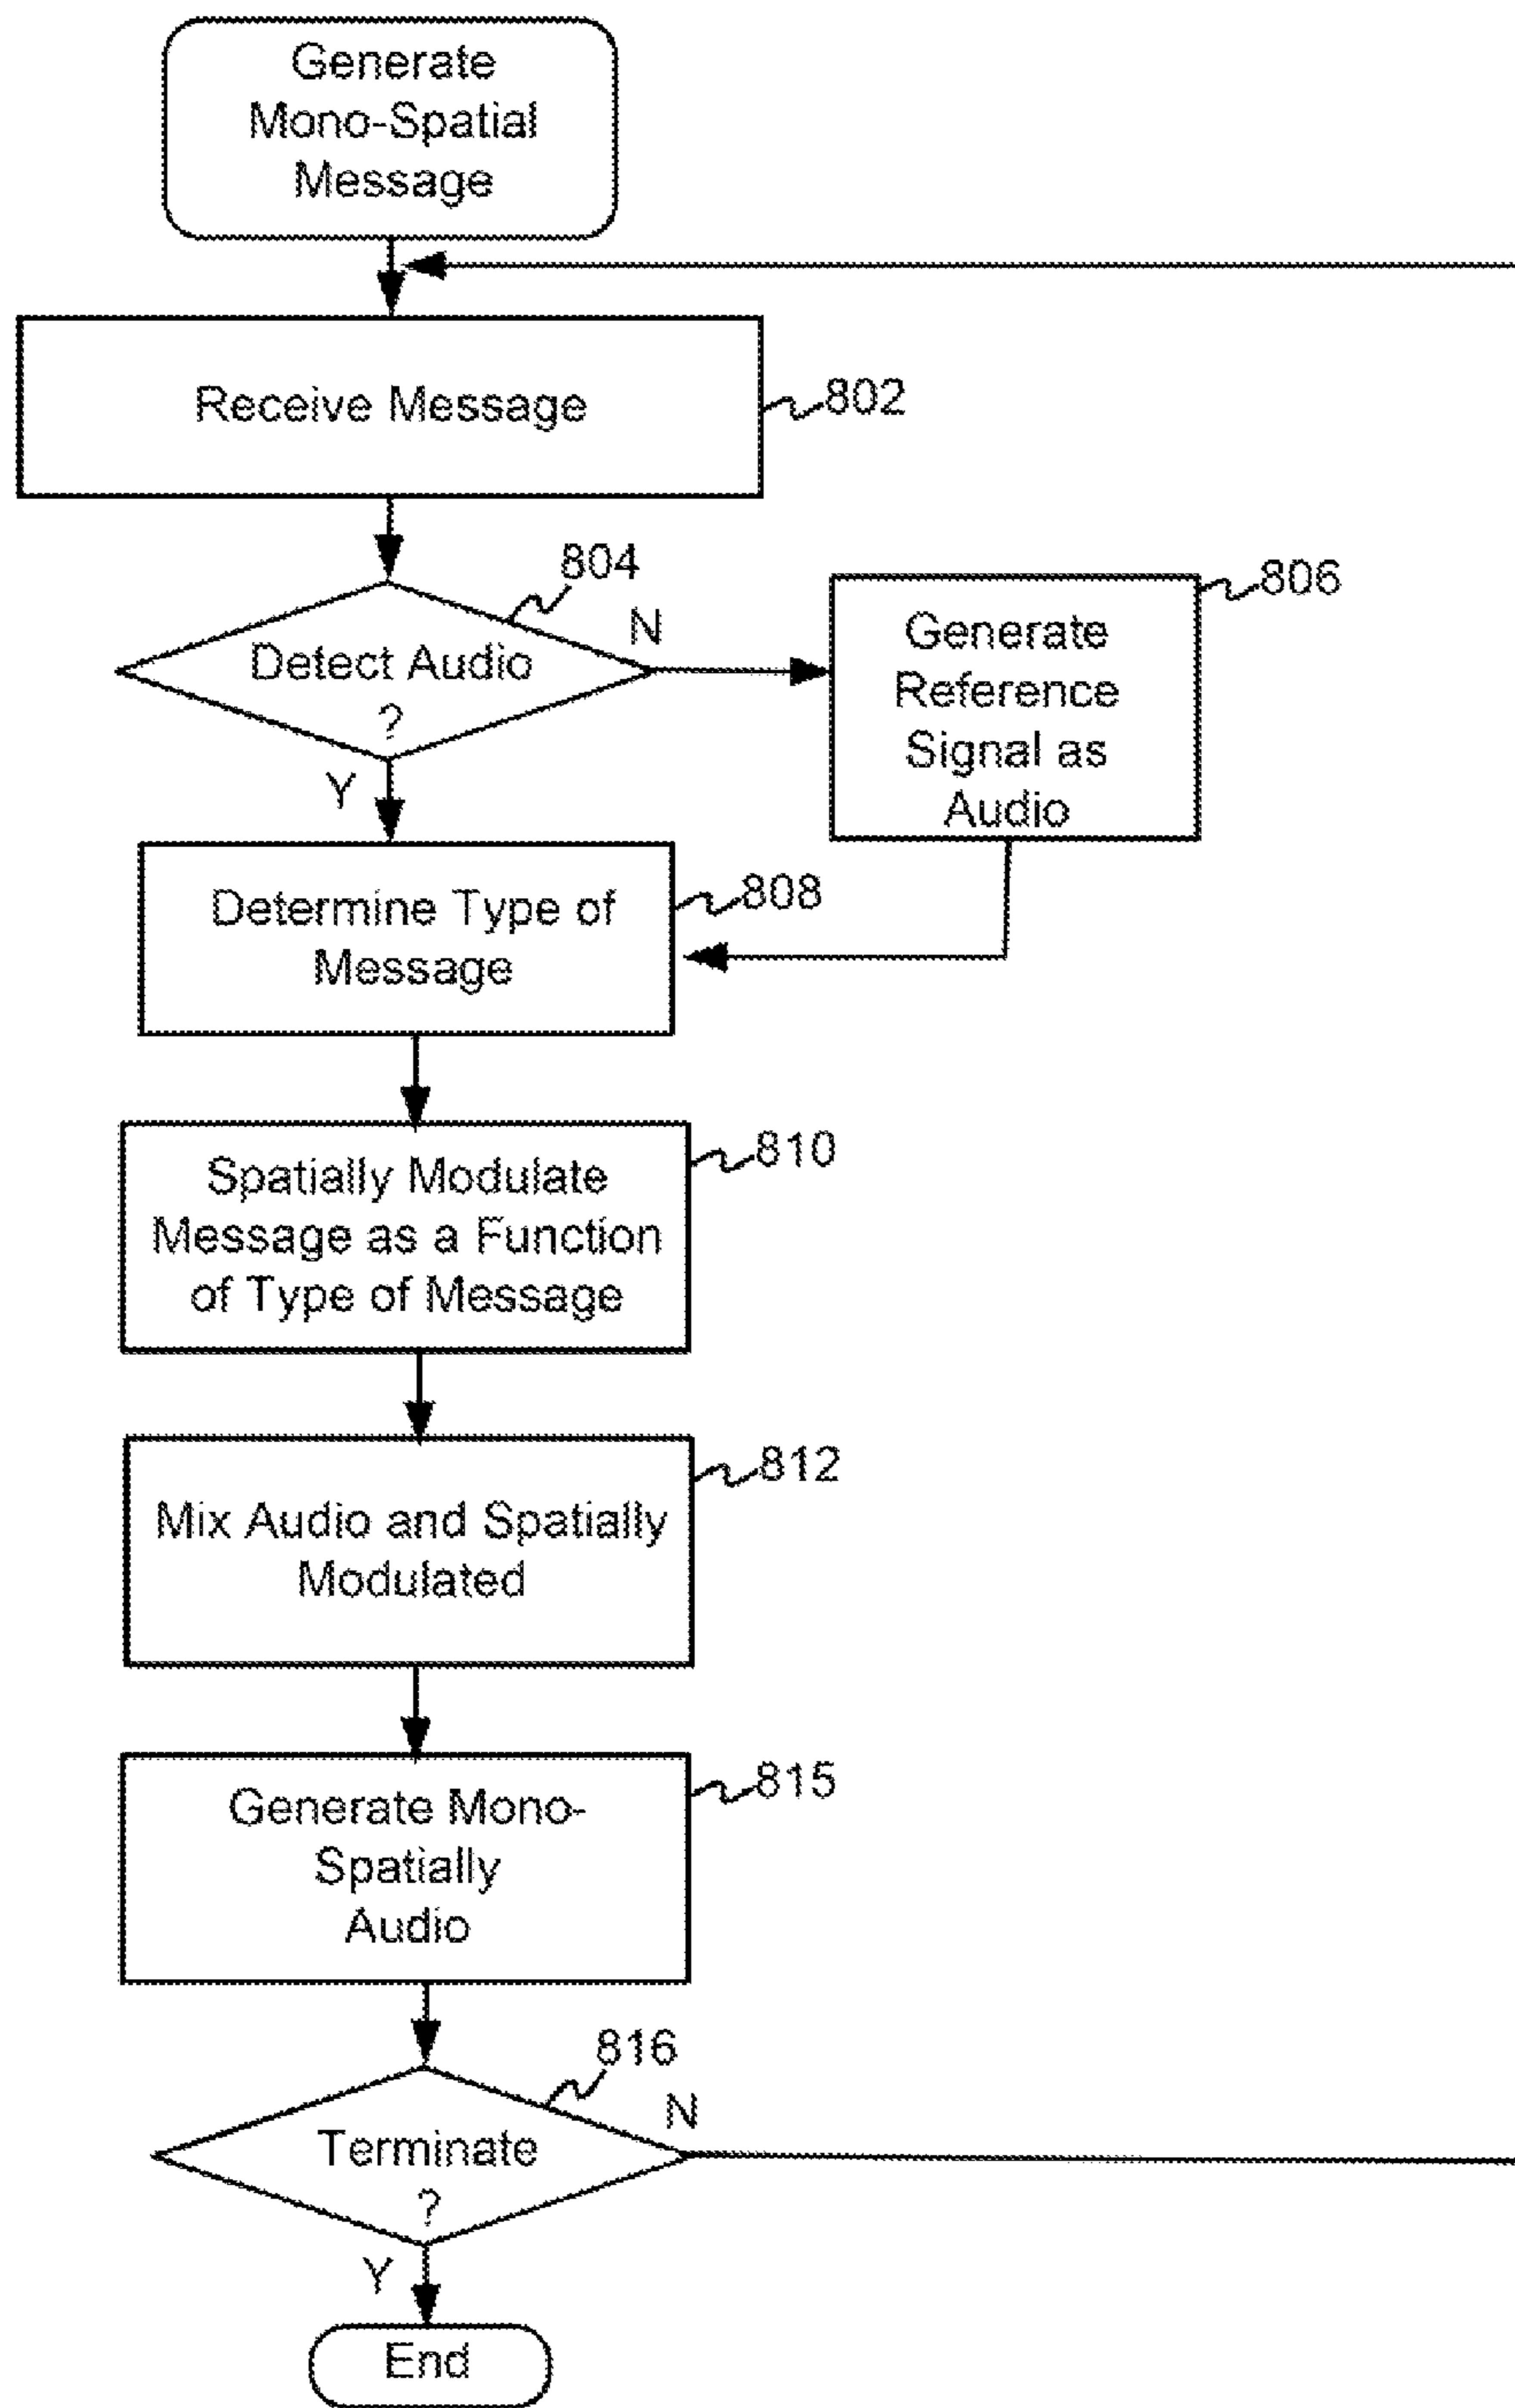 Generate
Mono-Spatial
Message
Receive Message
802
804
Detect Audio
?
N
Y
806
Generate
Reference
Signal as
Audio
Determine Type of
Message
808
Spatially Modulate
Message as a Function
of Type of Message
810
Mix Audio and Spatially
Modulated
812
Generate Mono-
Spatially
Audio
815
816
Terminate
?
N
Y
End